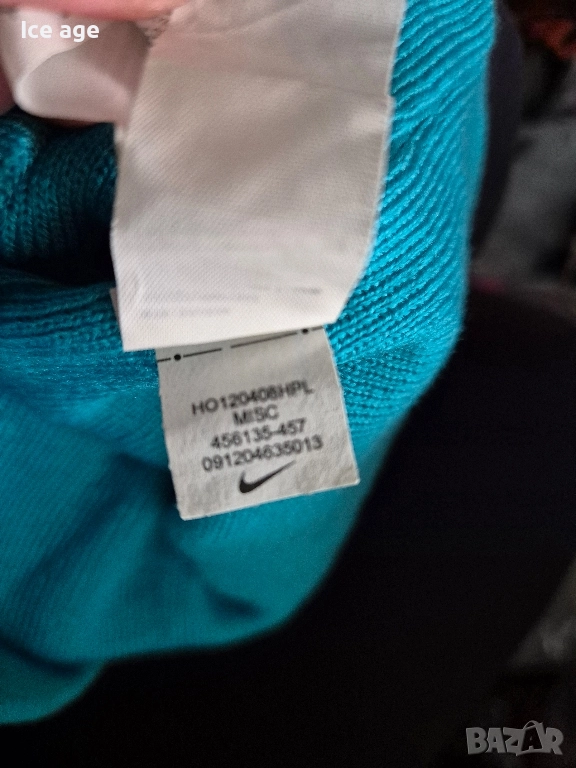 Ice age
HO120408HPL
MISC
456135-457
091204635013
BAZAR